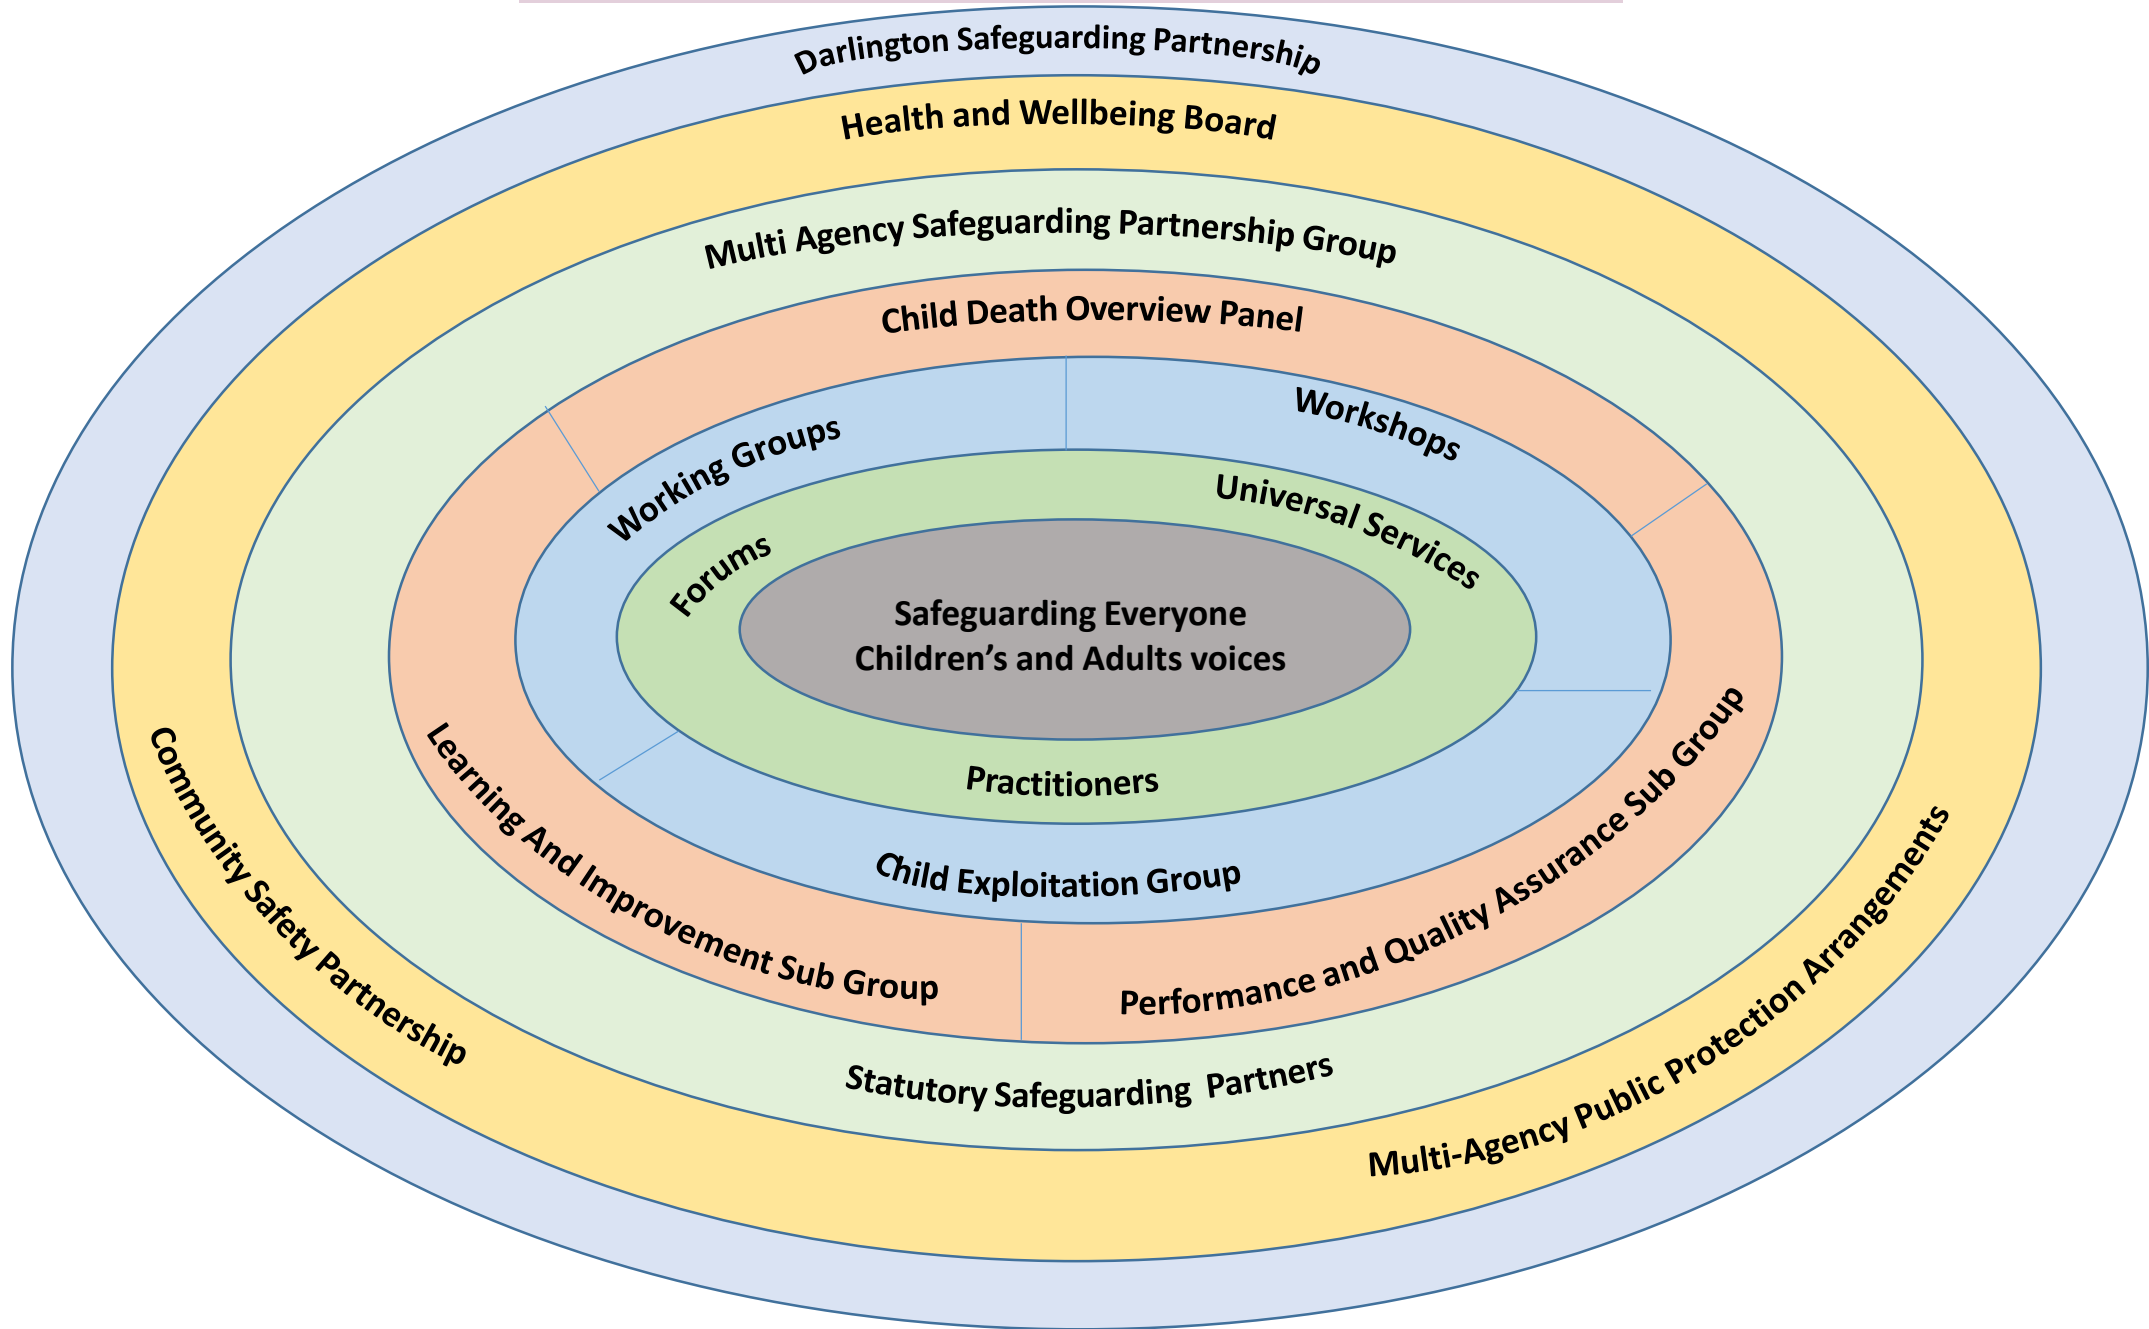 Darlington Safeguarding Partnership
Health and Wellbeing Board
Multi Agency Safeguarding Partnership Group
Child Death Overview Panel
Workshops
Working Groups
Universal Services
Forums
Safeguarding Everyone
Children’s and Adults voices
Practitioners
Child Exploitation Group
Learning And Improvement Sub Group
Performance and Quality Assurance Sub Group
Community Safety Partnership
Statutory Safeguarding Partners
Multi-Agency Public Protection Arrangements